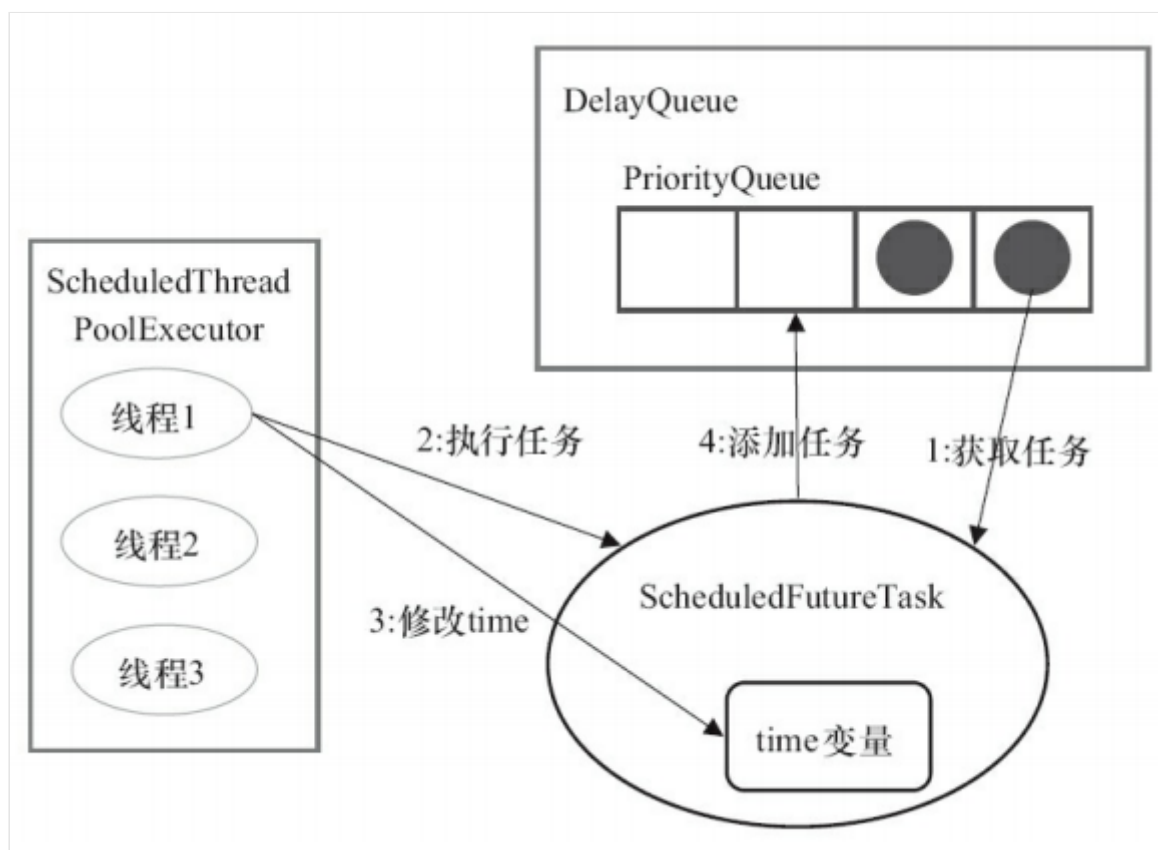 DelayQueue
PriorityQueue
ScheduledThread
PoolExecutor
线程1
线程2
线程3
2:执行任务
4:添加任务
1:获取任务
3:修改time
ScheduledFutureTask
time变量